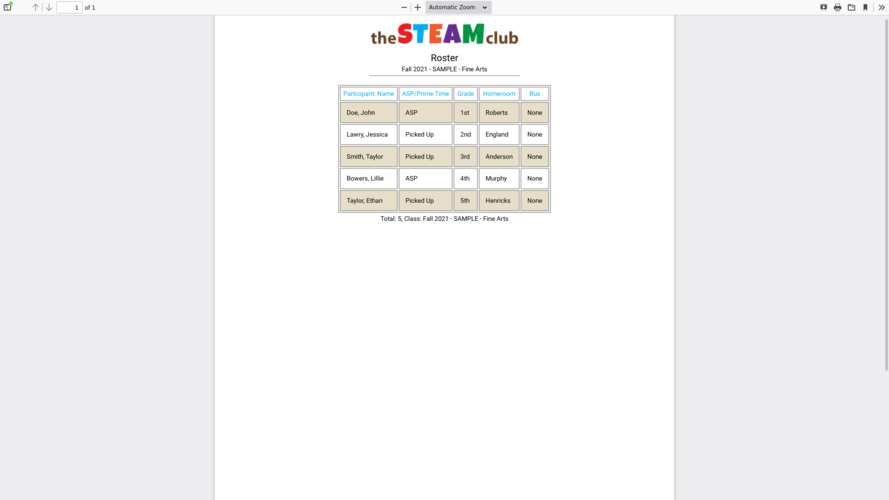 1 of 1 Automatic Zoom
theSTEAMclub
Roster
Fall 2021 - SAMPLE - Fine Arts
Participant: Name ASP/Prime Time Grade Homeroom Bus
Doe, John ASP 1st Roberts None
Lawry, Jessica Picked Up 2nd England None
Smith, Taylor Picked Up 3rd Anderson None
Bowers, Lillie ASP 4th Murphy None
Taylor, Ethan Picked Up 5th Henricks None
Total: 5, Class: Fall 2021 - SAMPLE - Fine Arts